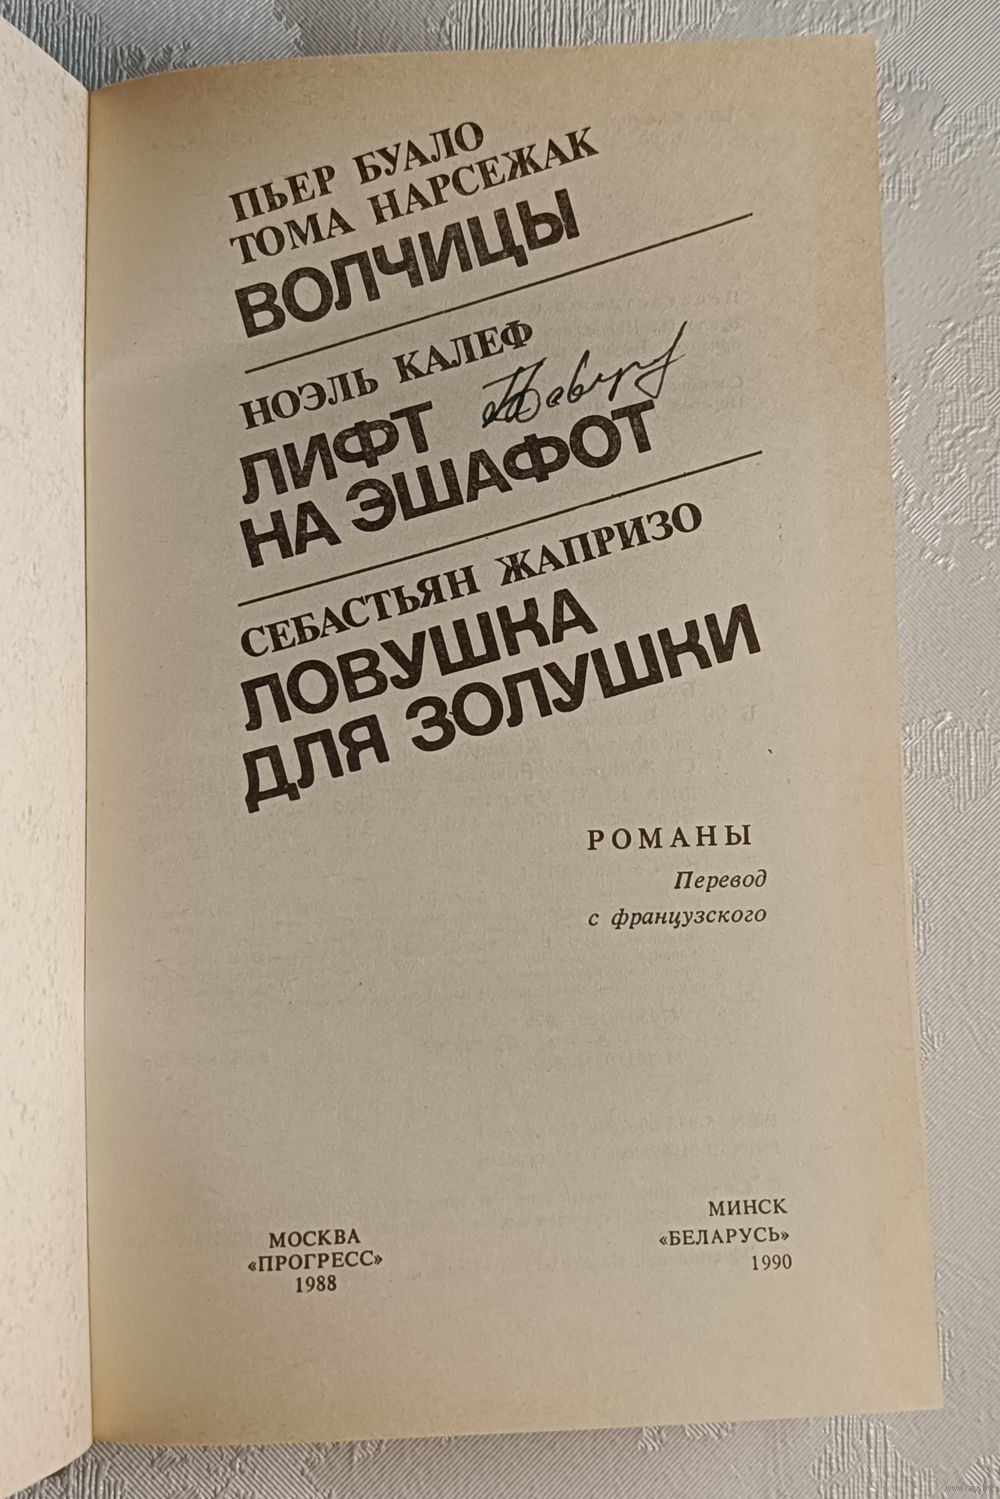 ПЬЕР БУАЛО
ТОМА НАРСЕЖАК
ВОЛЧИЦЫ
НОЭЛЬ КАЛЕФ
ЛИФТ
НА ЭШАФОТ
СЕБАСТЬЯН ЖАПРИЗО
ЛОВУШКА
ДЛЯ ЗОЛУШКИ
РОМАНЫ
Перевод
с французского
МОСКВА
«ПРОГРЕСС»
1988
МИНСК
«БЕЛАРУСЬ»
1990